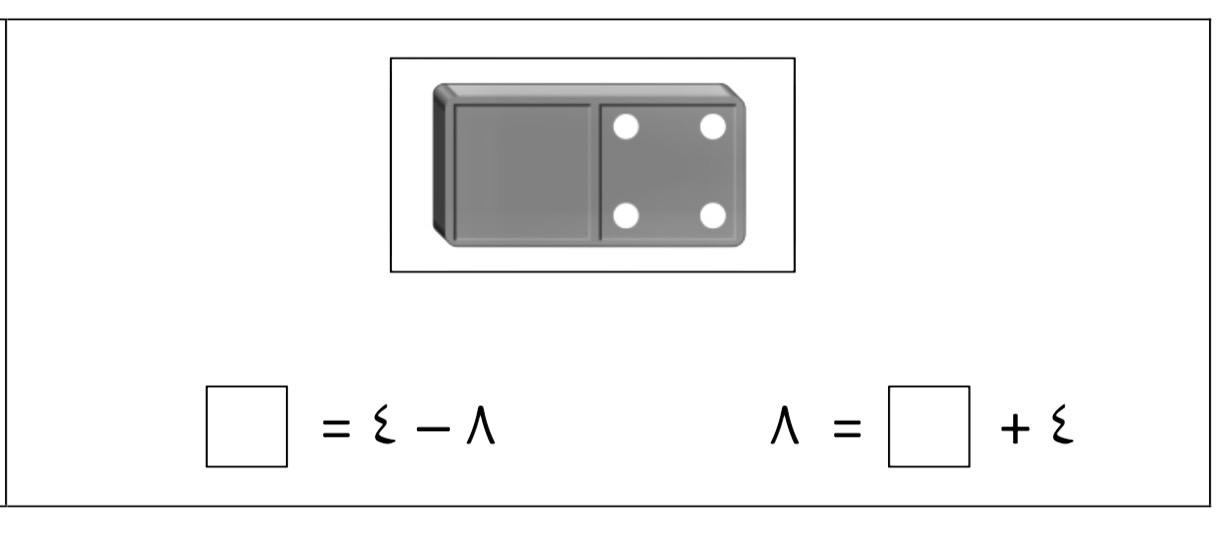 ٤ + □ = ٨
٨ − ٤ = □